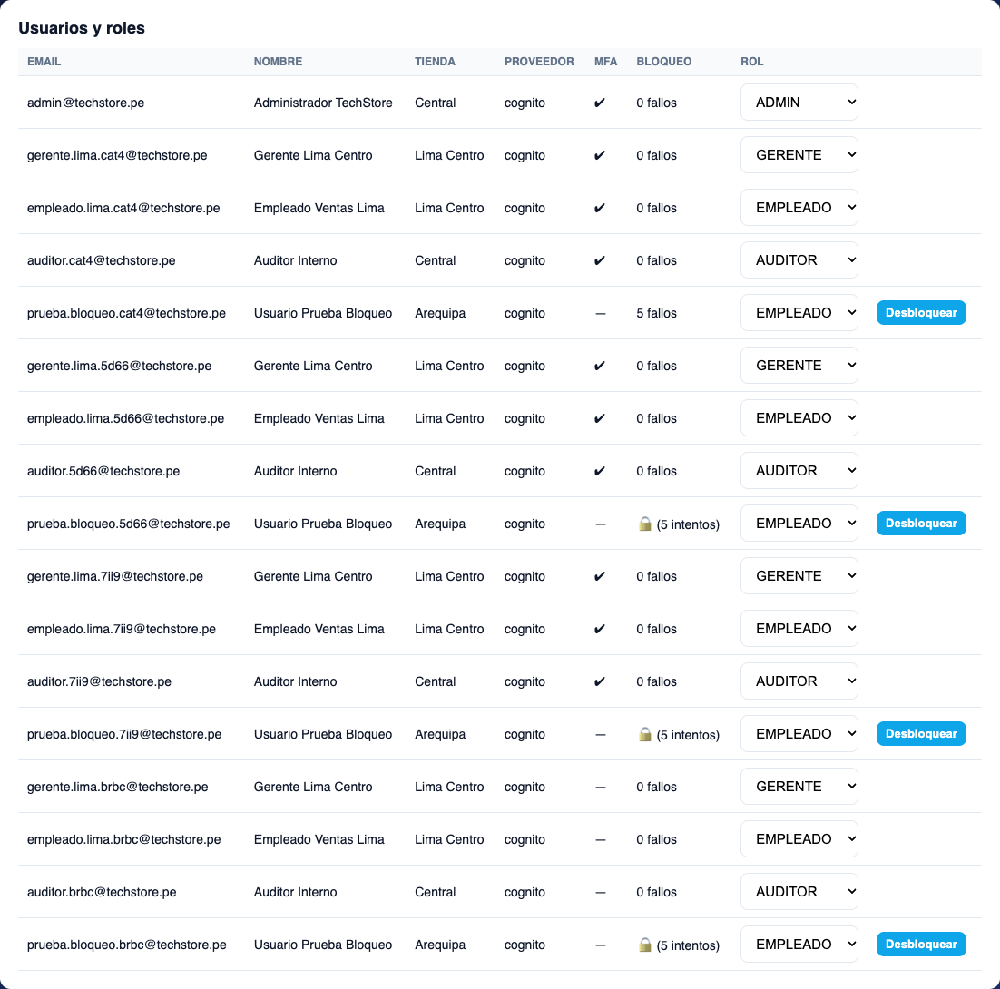 Usuarios y roles
EMAIL NOMBRE TIENDA PROVEEDOR MFA BLOQUEO ROL
admin@techstore.pe Administrador TechStore Central cognito ✔ 0 fallos ADMIN
gerente.lima.cat4@techstore.pe Gerente Lima Centro Lima Centro cognito ✔ 0 fallos GERENTE
empleado.lima.cat4@techstore.pe Empleado Ventas Lima Lima Centro cognito ✔ 0 fallos EMPLEADO
auditor.cat4@techstore.pe Auditor Interno Central cognito ✔ 0 fallos AUDITOR
prueba.bloqueo.cat4@techstore.pe Usuario Prueba Bloqueo Arequipa cognito — 5 fallos EMPLEADO Desbloquear
gerente.lima.5d66@techstore.pe Gerente Lima Centro Lima Centro cognito ✔ 0 fallos GERENTE
empleado.lima.5d66@techstore.pe Empleado Ventas Lima Lima Centro cognito ✔ 0 fallos EMPLEADO
auditor.5d66@techstore.pe Auditor Interno Central cognito ✔ 0 fallos AUDITOR
prueba.bloqueo.5d66@techstore.pe Usuario Prueba Bloqueo Arequipa cognito — 🔒 (5 intentos) EMPLEADO Desbloquear
gerente.lima.7ii9@techstore.pe Gerente Lima Centro Lima Centro cognito ✔ 0 fallos GERENTE
empleado.lima.7ii9@techstore.pe Empleado Ventas Lima Lima Centro cognito ✔ 0 fallos EMPLEADO
auditor.7ii9@techstore.pe Auditor Interno Central cognito ✔ 0 fallos AUDITOR
prueba.bloqueo.7ii9@techstore.pe Usuario Prueba Bloqueo Arequipa cognito — 🔒 (5 intentos) EMPLEADO Desbloquear
gerente.lima.brbc@techstore.pe Gerente Lima Centro Lima Centro cognito — 0 fallos GERENTE
empleado.lima.brbc@techstore.pe Empleado Ventas Lima Lima Centro cognito — 0 fallos EMPLEADO
auditor.brbc@techstore.pe Auditor Interno Central cognito — 0 fallos AUDITOR
prueba.bloqueo.brbc@techstore.pe Usuario Prueba Bloqueo Arequipa cognito — 🔒 (5 intentos) EMPLEADO Desbloquear